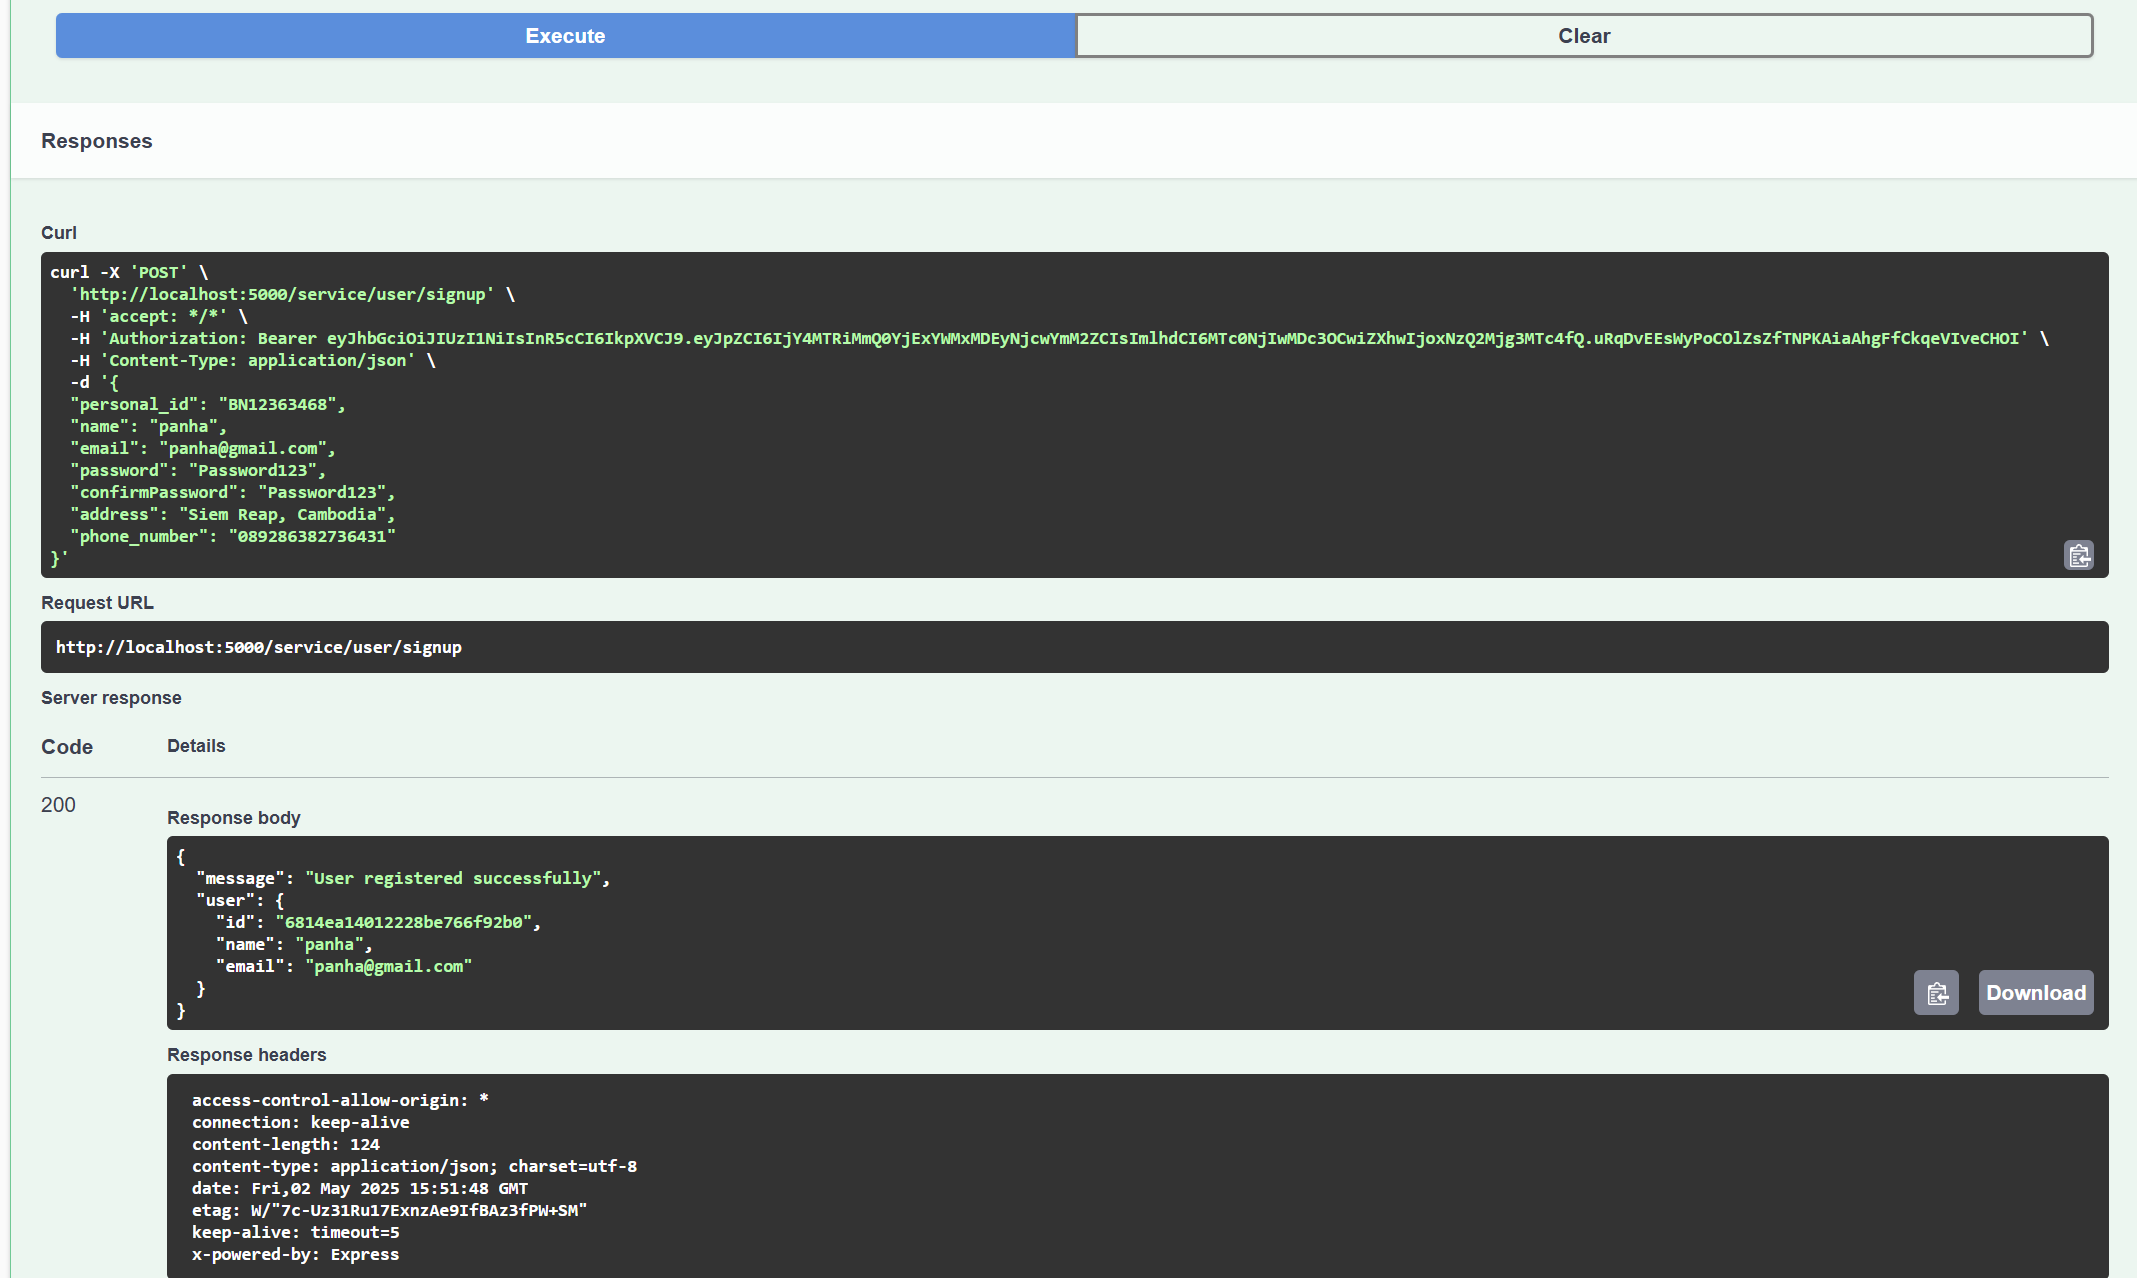 Execute
Clear
Responses
Curl
curl -X 'POST' \
'http://localhost:5000/service/user/signup' \
-H 'accept: */*' \
-H 'Authorization: Bearer eyJhbGciOiJIUzI1NiIsInR5cCI6IkpXVCJ9.eyJpZCI6IjY4MTRiMmQ0YjExYWMxMDEyNjcwYmM2ZCIsImlhdCI6MTc0NjIwMDc3OCwiZXhwIjoxNzQ2Mjg3MTc4fQ.uRqDvEEsWyPoCOlZsZfTNPKAiaAhgFfCkqeVIveCHOI' \
-H 'Content-Type: application/json' \
-d '{
"personal_id": "BN12363468",
"name": "panha",
"email": "panha@gmail.com",
"password": "Password123",
"confirmPassword": "Password123",
"address": "Siem Reap, Cambodia",
"phone_number": "089286382736431"
}'
Request URL
http://localhost:5000/service/user/signup
Server response
Code
Details
200
Response body
{
"message": "User registered successfully",
"user": {
"id": "6814ea14012228be766f92b0",
"name": "panha",
"email": "panha@gmail.com"
}
}
Download
Response headers
access-control-allow-origin: *
connection: keep-alive
content-length: 124
content-type: application/json; charset=utf-8
date: Fri,02 May 2025 15:51:48 GMT
etag: W/"7c-Uz31Ru17ExnzAe9IfBAz3fPW+SM"
keep-alive: timeout=5
x-powered-by: Express